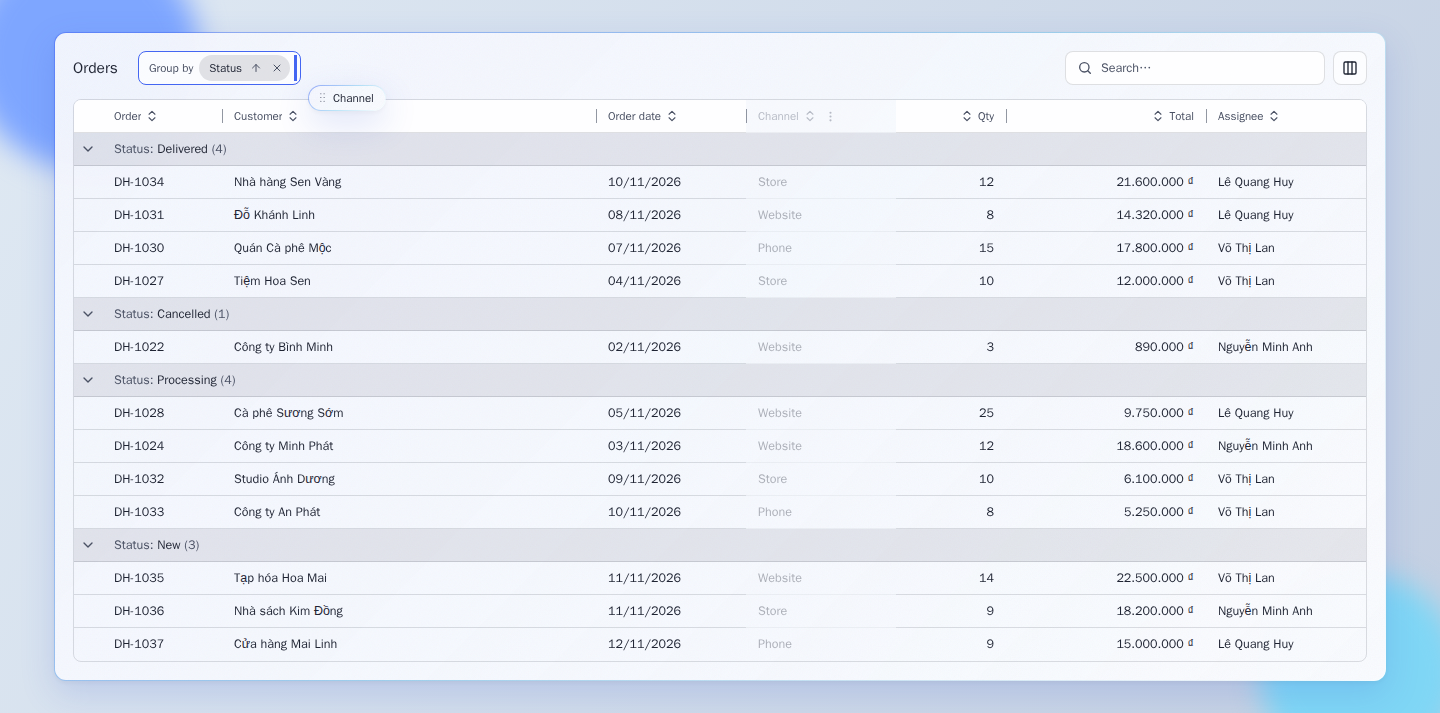 Orders Group by Status Search…
Channel
Order Customer Order date Channel Qty Total Assignee
Status: Delivered (4)
DH-1034 Nhà hàng Sen Vàng 10/11/2026 Store 12 21.600.000 ₫ Lê Quang Huy
DH-1031 Đỗ Khánh Linh 08/11/2026 Website 8 14.320.000 ₫ Lê Quang Huy
DH-1030 Quán Cà phê Mộc 07/11/2026 Phone 15 17.800.000 ₫ Võ Thị Lan
DH-1027 Tiệm Hoa Sen 04/11/2026 Store 10 12.000.000 ₫ Võ Thị Lan
Status: Cancelled (1)
DH-1022 Công ty Bình Minh 02/11/2026 Website 3 890.000 ₫ Nguyễn Minh Anh
Status: Processing (4)
DH-1028 Cà phê Sương Sớm 05/11/2026 Website 25 9.750.000 ₫ Lê Quang Huy
DH-1024 Công ty Minh Phát 03/11/2026 Website 12 18.600.000 ₫ Nguyễn Minh Anh
DH-1032 Studio Ánh Dương 09/11/2026 Store 10 6.100.000 ₫ Võ Thị Lan
DH-1033 Công ty An Phát 10/11/2026 Phone 8 5.250.000 ₫ Võ Thị Lan
Status: New (3)
DH-1035 Tạp hóa Hoa Mai 11/11/2026 Website 14 22.500.000 ₫ Võ Thị Lan
DH-1036 Nhà sách Kim Đồng 11/11/2026 Store 9 18.200.000 ₫ Nguyễn Minh Anh
DH-1037 Cửa hàng Mai Linh 12/11/2026 Phone 9 15.000.000 ₫ Lê Quang Huy